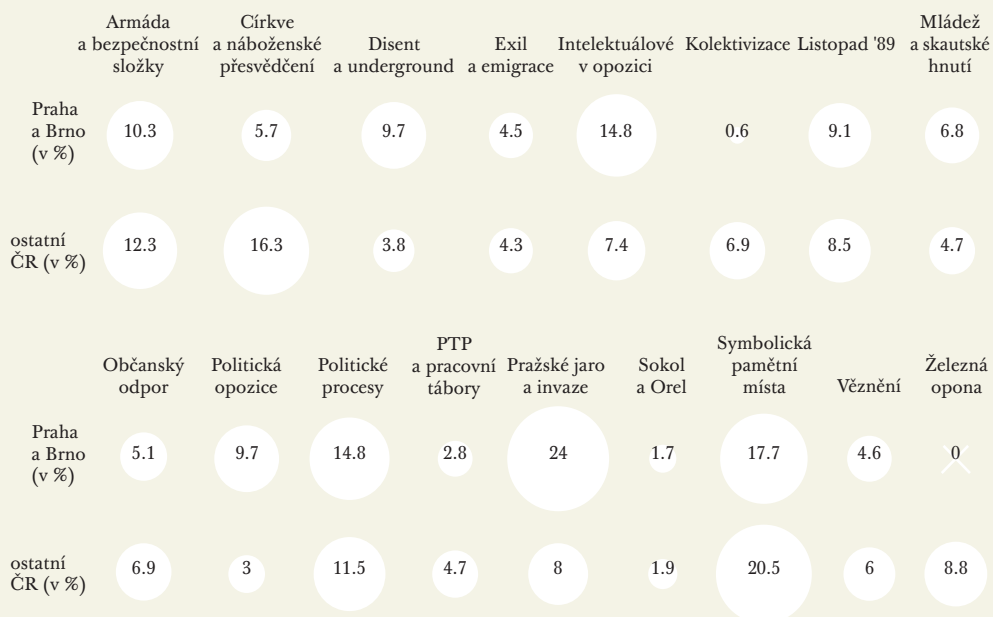 Armáda
a bezpečnostní
složky
Církve
a náboženské
přesvědčení
Disent
a underground
Exil
a emigrace
Intelektuálové
v opozici
Kolektivizace
Listopad '89
Mládež
a skautské
hnutí
Praha
a Brno
(v %)
10.3 5.7 9.7 4.5 14.8 0.6 9.1 6.8
ostatní
ČR (v %)
12.3 16.3 3.8 4.3 7.4 6.9 8.5 4.7
Občanský
odpor
Politická
opozice
Politické
procesy
PTP
a pracovní
tábory
Pražské jaro
a invaze
Sokol
a Orel
Symbolická
pamětní
místa
Věznění
Železná
opona
Praha
a Brno
(v %)
5.1 9.7 14.8 2.8 24 1.7 17.7 4.6 0
ostatní
ČR (v %)
6.9 3 11.5 4.7 8 1.9 20.5 6 8.8